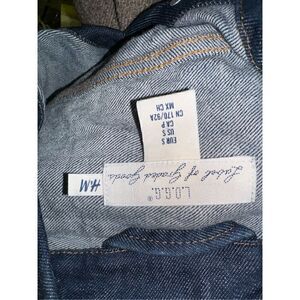 EUR S
US S
CA P
CN 170/92A
MX CH
L.O.G.G.®
Label of Graded Goods
H&M